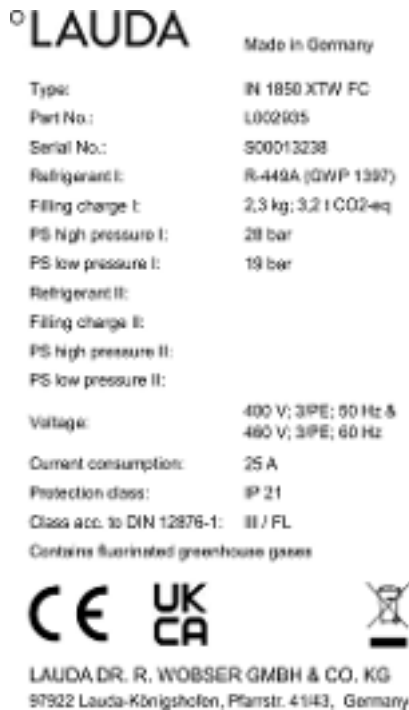 LAUDA
Made in Germany
Type: IN 1850 XTW FC
Part No.: L002935
Serial No.: S00013238
Refrigerant I: R-449A (GWP 1397)
Filling charge I: 2,3 kg; 3,2 t CO2-eq
PS high pressure I: 28 bar
PS low pressure I: 19 bar
Refrigerant II:
Filling charge II:
PS high pressure II:
PS low pressure II:
Voltage: 400 V; 3/PE; 50 Hz &
460 V; 3/PE; 60 Hz
Current consumption: 25 A
Protection class: IP 21
Class acc. to DIN 12876-1: III / FL
Contains fluorinated greenhouse gases
CE UK
CA
LAUDA DR. R. WOBSER GMBH & CO. KG
97922 Lauda-Königshofen, Pfarrstr. 41/43, Germany